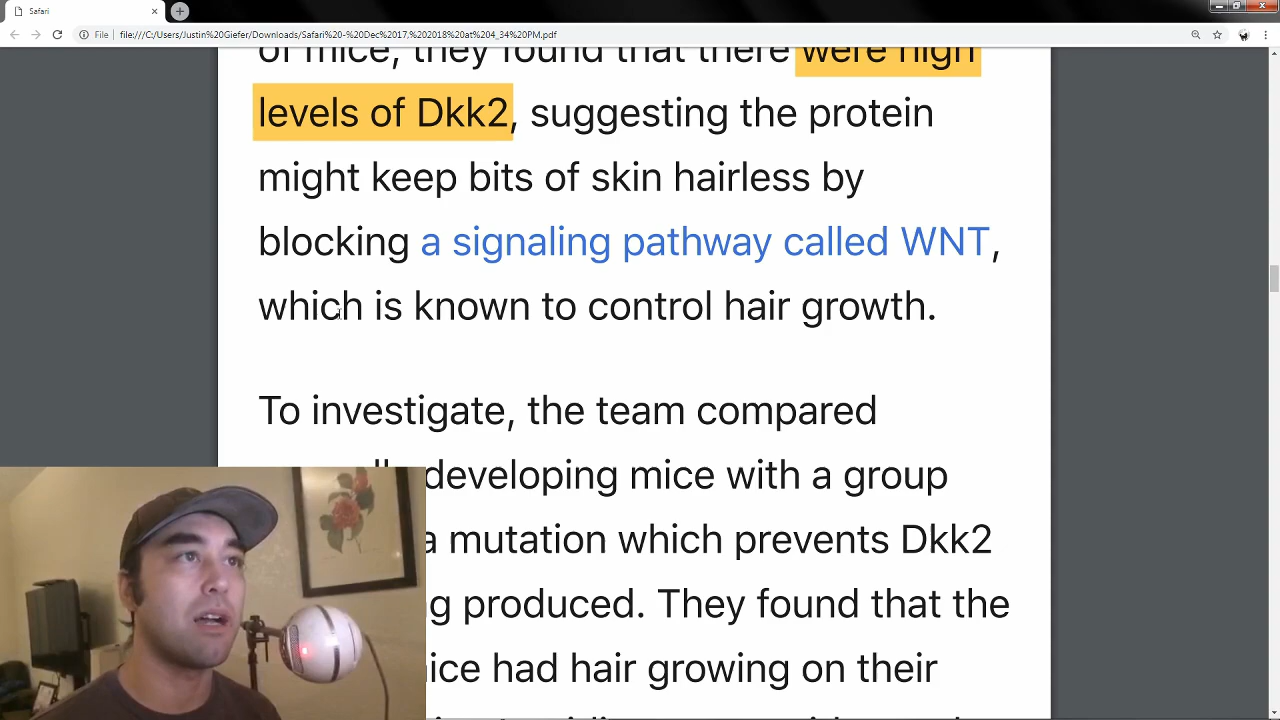 Safari
File
file:///C:/Users/Justin%20Giefer/Downloads/Safari%20-%20Dec%2017,%202018%20at%204_34%20PM.pdf
of mice, they found that there were high
levels of Dkk2, suggesting the protein
might keep bits of skin hairless by
blocking a signaling pathway called WNT,
which is known to control hair growth.
To investigate, the team compared
developing mice with a group
a mutation which prevents Dkk2
produced. They found that the
had hair growing on their